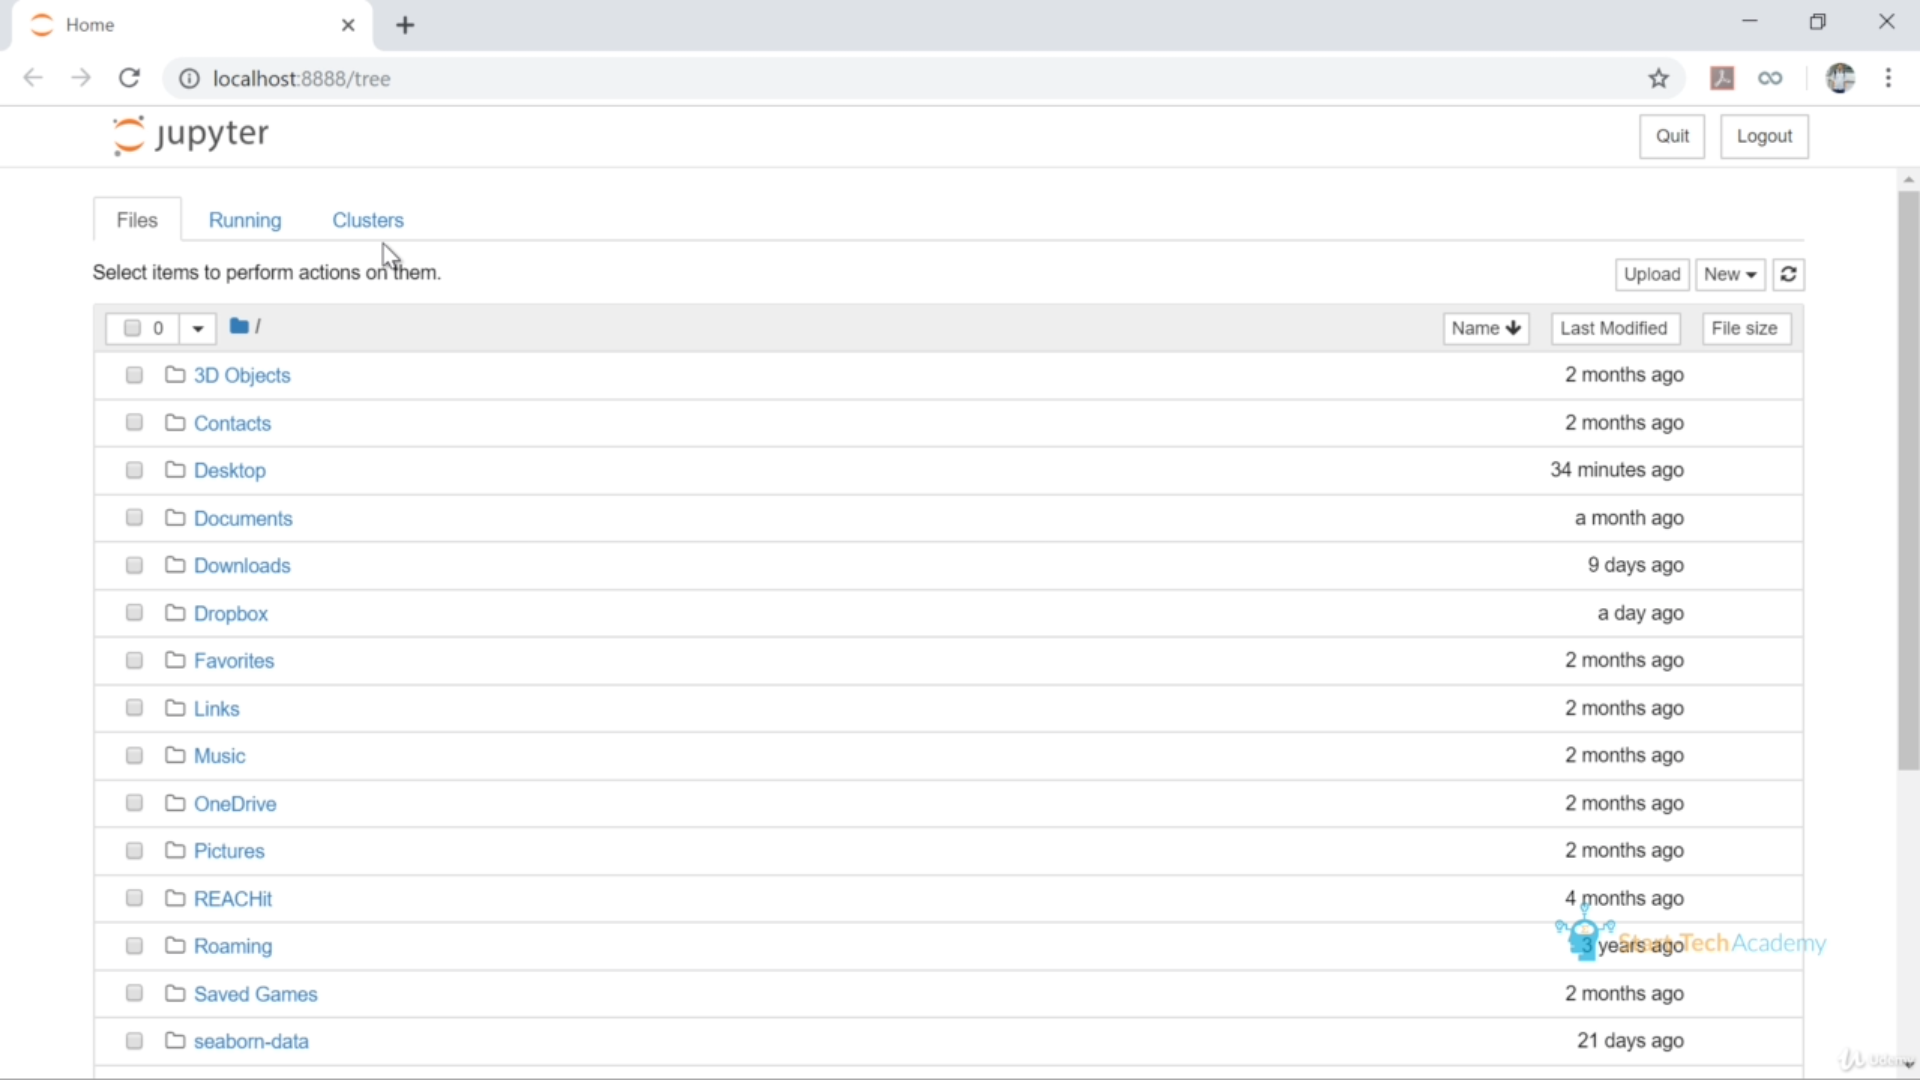 Home
localhost:8888/tree
jupyter
Quit Logout
Files Running Clusters
Select items to perform actions on them.
Upload New
0 / Name Last Modified File size
3D Objects 2 months ago
Contacts 2 months ago
Desktop 34 minutes ago
Documents a month ago
Downloads 9 days ago
Dropbox a day ago
Favorites 2 months ago
Links 2 months ago
Music 2 months ago
OneDrive 2 months ago
Pictures 2 months ago
REACHit 4 months ago
Roaming 3 years ago
Start-Tech Academy
Saved Games 2 months ago
seaborn-data 21 days ago
Udemy